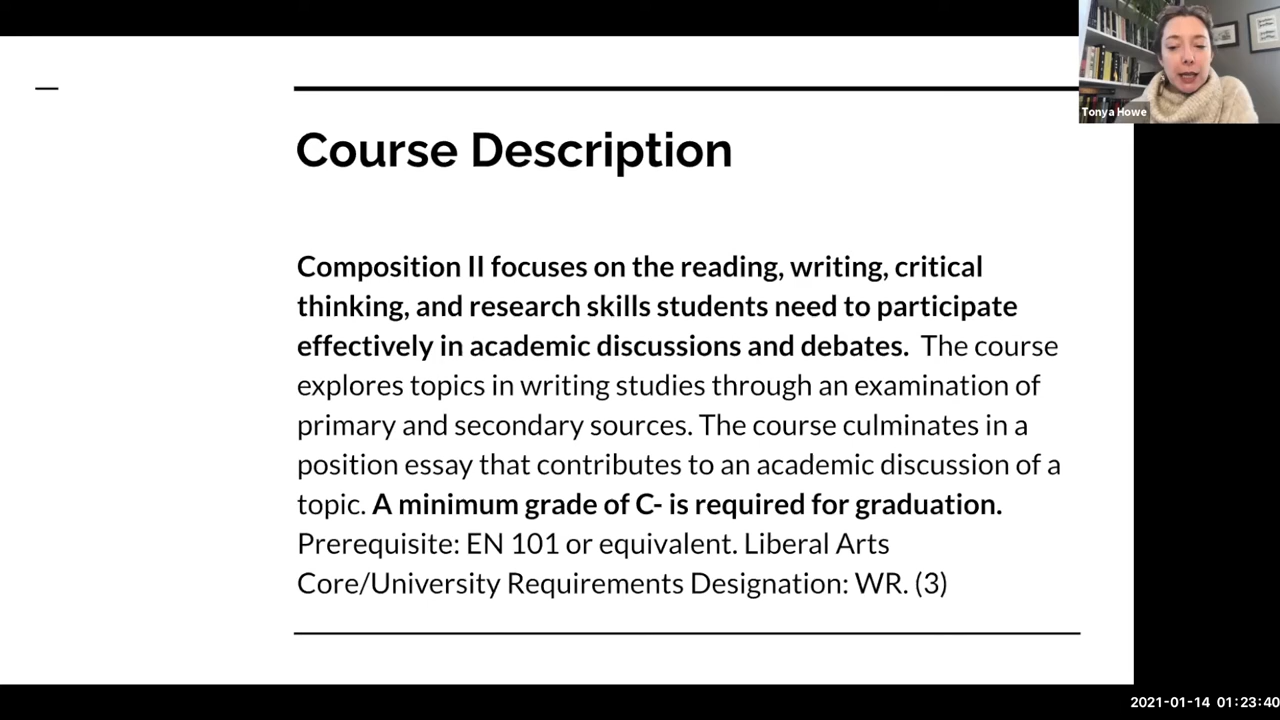 Tonya Howe
Course Description
Composition II focuses on the reading, writing, critical
thinking, and research skills students need to participate
effectively in academic discussions and debates.  The course
explores topics in writing studies through an examination of
primary and secondary sources. The course culminates in a
position essay that contributes to an academic discussion of a
topic. A minimum grade of C- is required for graduation.
Prerequisite: EN 101 or equivalent. Liberal Arts
Core/University Requirements Designation: WR. (3)
2021-01-14 01:23:40